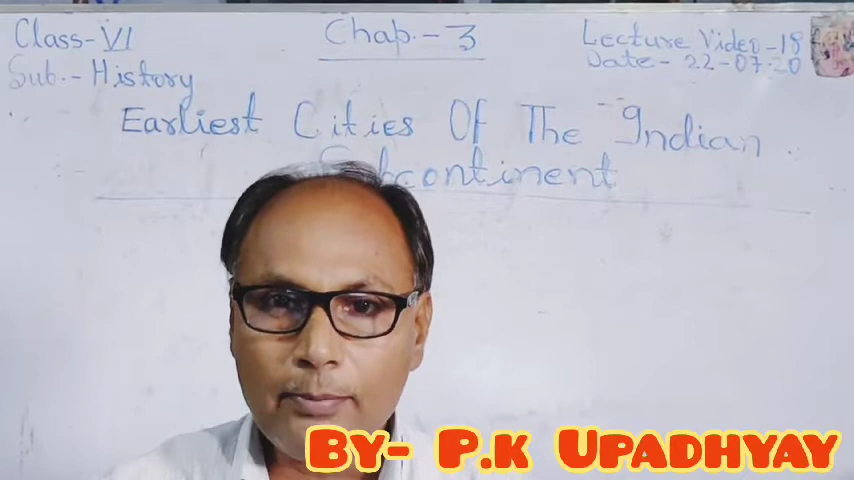 Class-VI
Chap.-3
Lecture Video-18
Sub.-History
Date-22-07-20
Earliest Cities Of The Indian
Subcontinent
BY- P.K UPADHYAY